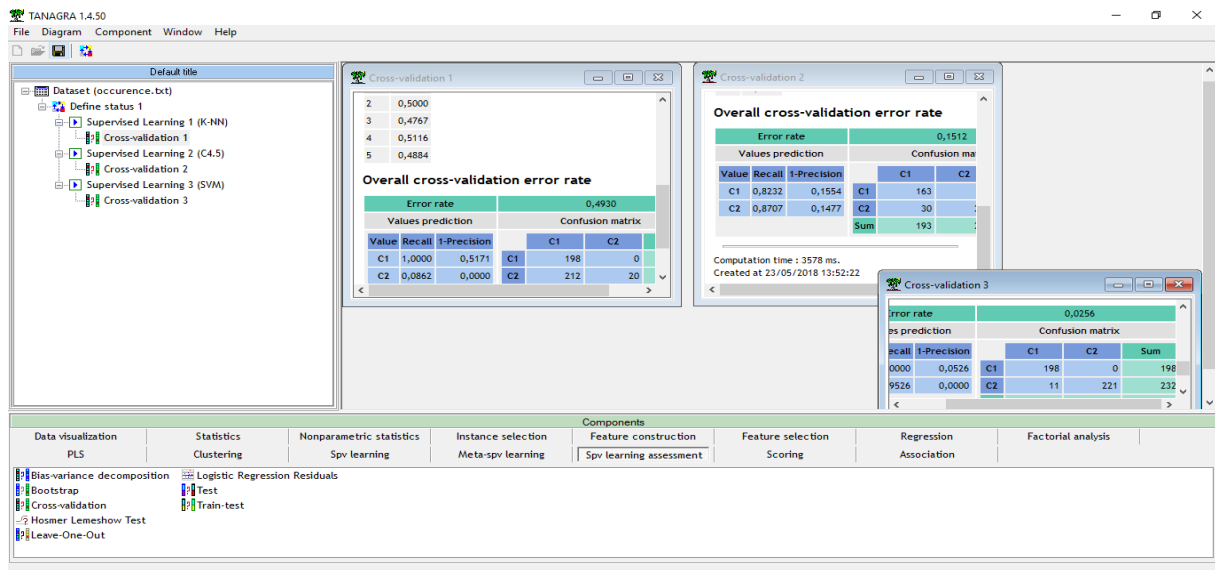 TANAGRA 1.4.50
File Diagram Component Window Help
Default title
Dataset (occurence.txt)
Define status 1
Supervised Learning 1 (K-NN)
Cross-validation 1
Supervised Learning 2 (C4.5)
Cross-validation 2
Supervised Learning 3 (SVM)
Cross-validation 3
Cross-validation 1
2 0,5000
3 0,4767
4 0,5116
5 0,4884
Overall cross-validation error rate
Error rate 0,4930
Values prediction Confusion matrix
Value Recall 1-Precision C1 C2
C1 1,0000 0,5171 C1 198 0
C2 0,0862 0,0000 C2 212 20
Cross-validation 2
Overall cross-validation error rate
Error rate 0,1512
Values prediction Confusion ma
Value Recall 1-Precision C1 C2
C1 0,8232 0,1554 C1 163
C2 0,8707 0,1477 C2 30
Sum 193
Computation time : 3578 ms.
Created at 23/05/2018 13:52:22
Cross-validation 3
Error rate 0,0256
es prediction Confusion matrix
ecall 1-Precision C1 C2 Sum
0000 0,0526 C1 198 0 198
9526 0,0000 C2 11 221 232
Components
Data visualization Statistics Nonparametric statistics Instance selection Feature construction Feature selection Regression Factorial analysis
PLS Clustering Spv learning Meta-spv learning Spv learning assessment Scoring Association
Bias-variance decomposition Logistic Regression Residuals
Bootstrap Test
Cross-validation Train-test
Hosmer Lemeshow Test
Leave-One-Out